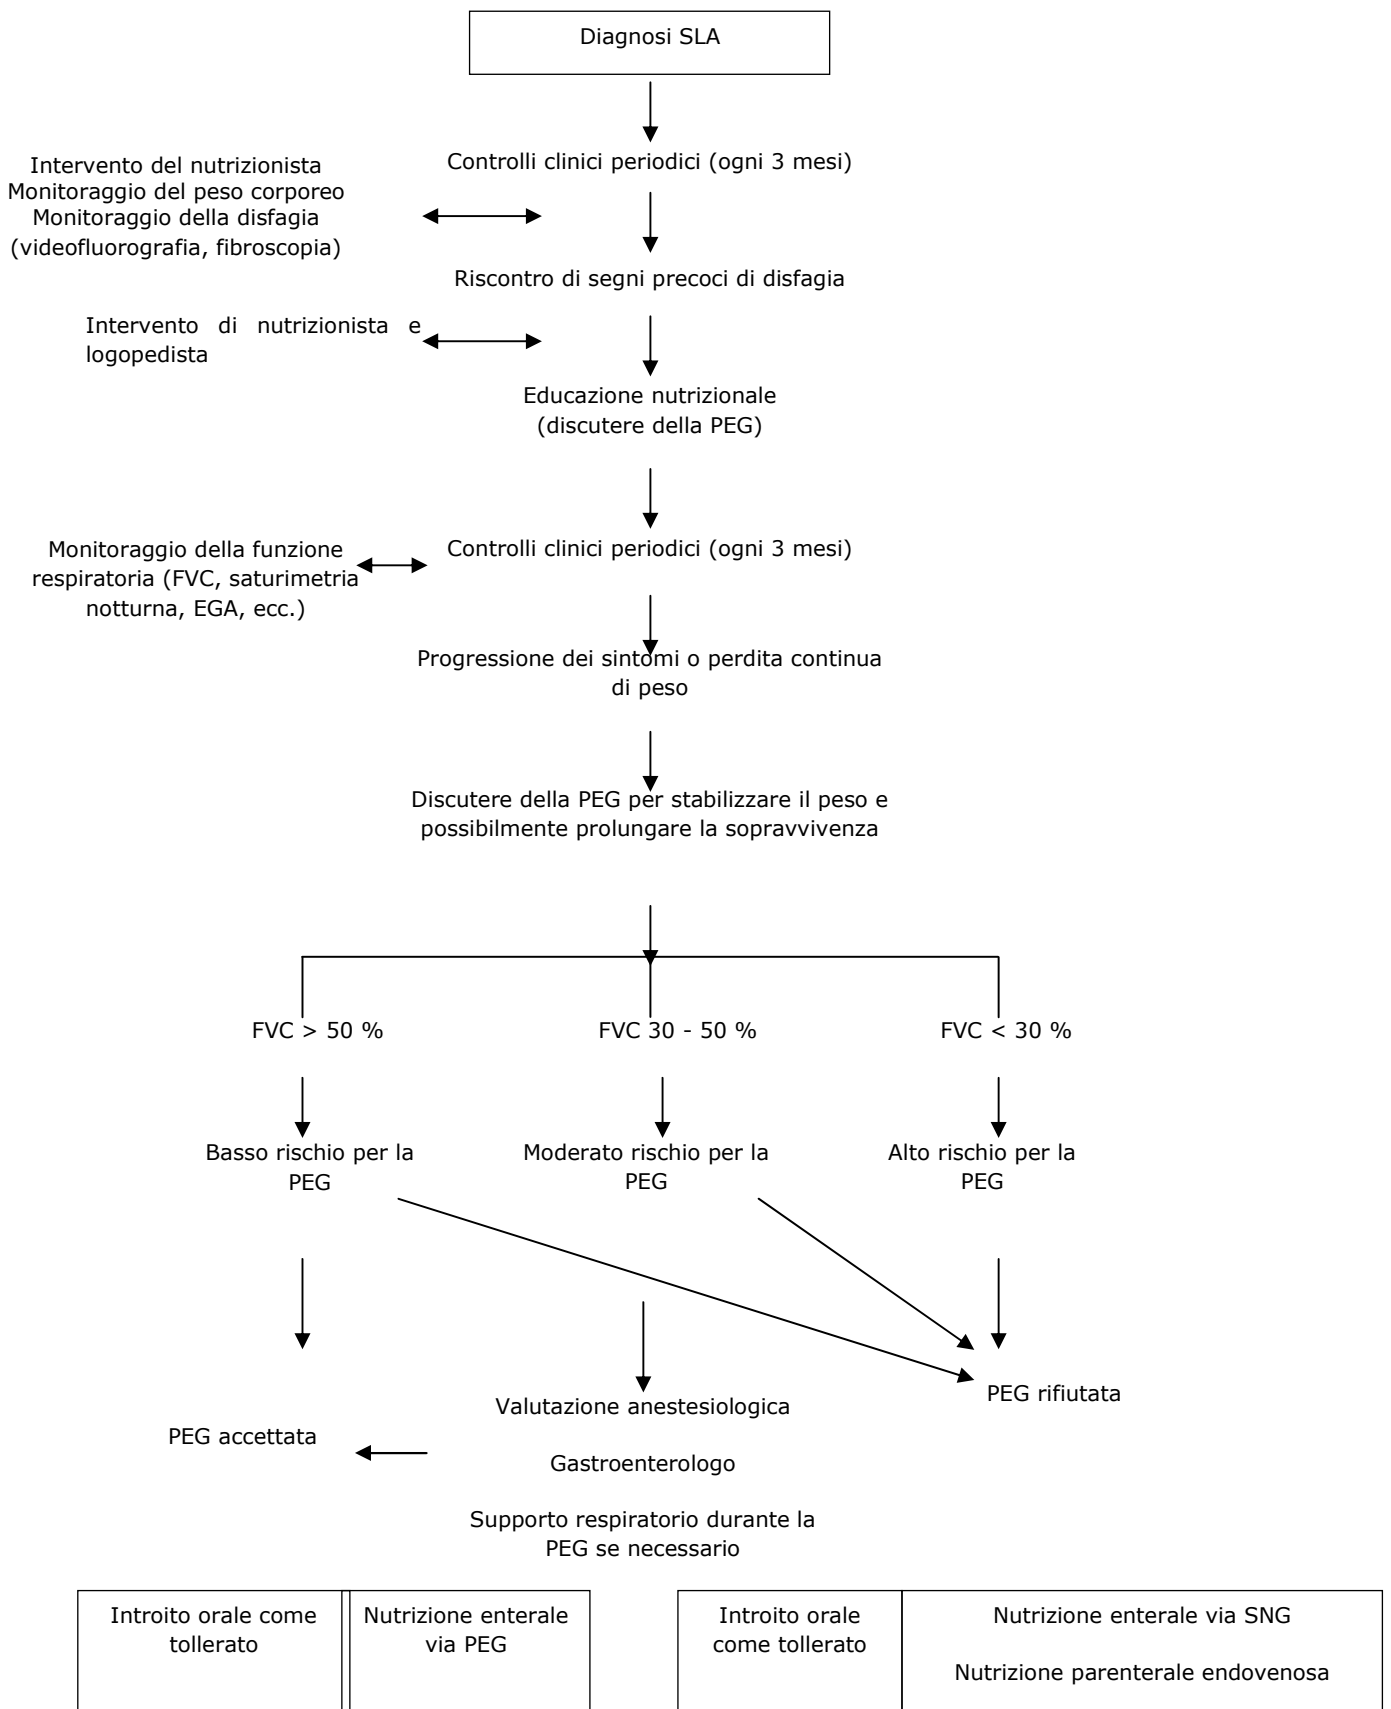 Diagnosi SLA
Controlli clinici periodici (ogni 3 mesi)
Intervento del nutrizionista
Monitoraggio del peso corporeo
Monitoraggio della disfagia
(videofluorografia, fibroscopia)
Riscontro di segni precoci di disfagia
Intervento di nutrizionista e
logopedista
Educazione nutrizionale
(discutere della PEG)
Controlli clinici periodici (ogni 3 mesi)
Monitoraggio della funzione
respiratoria (FVC, saturimetria
notturna, EGA, ecc.)
Progressione dei sintomi o perdita continua
di peso
Discutere della PEG per stabilizzare il peso e
possibilmente prolungare la sopravvivenza
FVC > 50 %
FVC 30 - 50 %
FVC < 30 %
Basso rischio per la
PEG
Moderato rischio per la
PEG
Alto rischio per la
PEG
PEG rifiutata
Valutazione anestesiologica
PEG accettata
Gastroenterologo
Supporto respiratorio durante la
PEG se necessario
Introito orale come
tollerato
Nutrizione enterale
via PEG
Introito orale
come tollerato
Nutrizione enterale via SNG
Nutrizione parenterale endovenosa